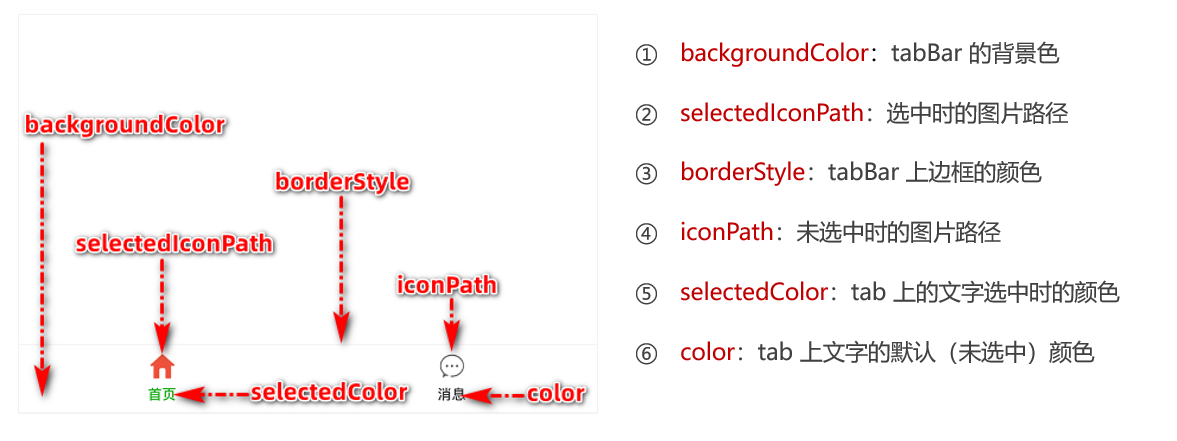 backgroundColor
borderStyle
selectedIconPath
iconPath
首页
selectedColor
消息
color
① backgroundColor：tabBar 的背景色
② selectedIconPath：选中时的图片路径
③ borderStyle：tabBar 上边框的颜色
④ iconPath：未选中时的图片路径
⑤ selectedColor：tab 上的文字选中时的颜色
⑥ color：tab 上文字的默认（未选中）颜色